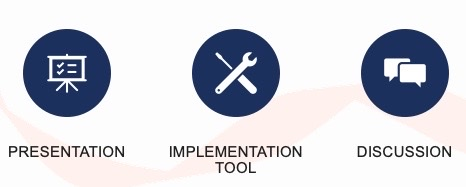 PRESENTATION
IMPLEMENTATION
TOOL
DISCUSSION